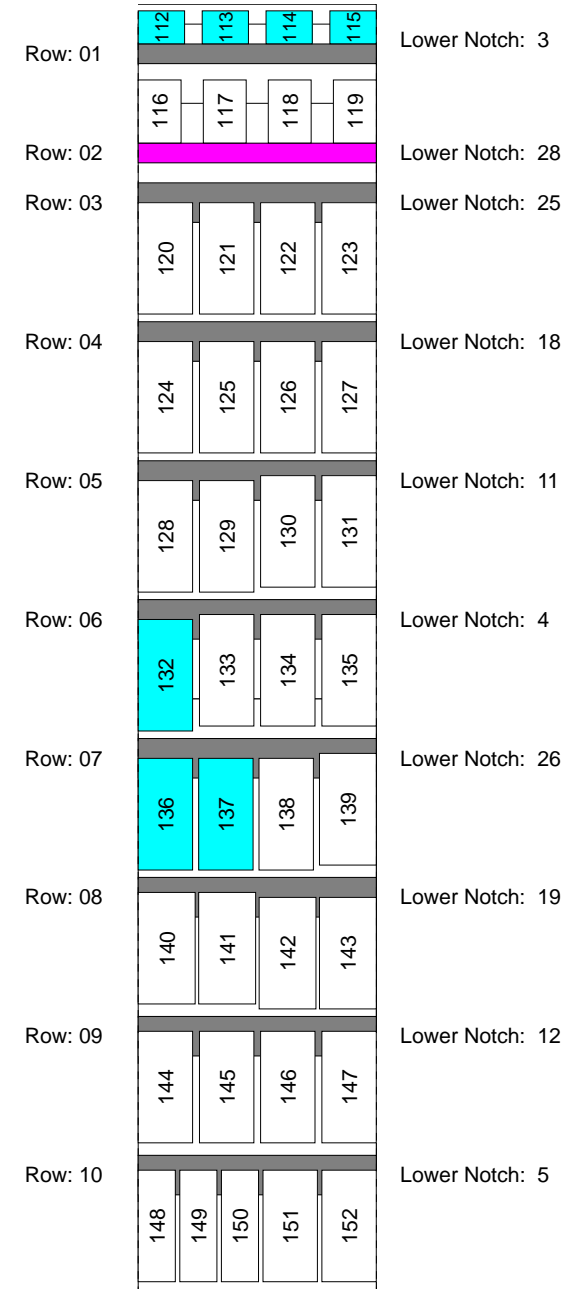 112 113 114 115
Row: 01 Lower Notch: 3
116 117 118 119
Row: 02 Lower Notch: 28
Row: 03 Lower Notch: 25
120 121 122 123
Row: 04 Lower Notch: 18
124 125 126 127
Row: 05 Lower Notch: 11
128 129 130 131
Row: 06 Lower Notch: 4
132 133 134 135
Row: 07 Lower Notch: 26
136 137 138 139
Row: 08 Lower Notch: 19
140 141 142 143
Row: 09 Lower Notch: 12
144 145 146 147
Row: 10 Lower Notch: 5
148 149 150 151 152